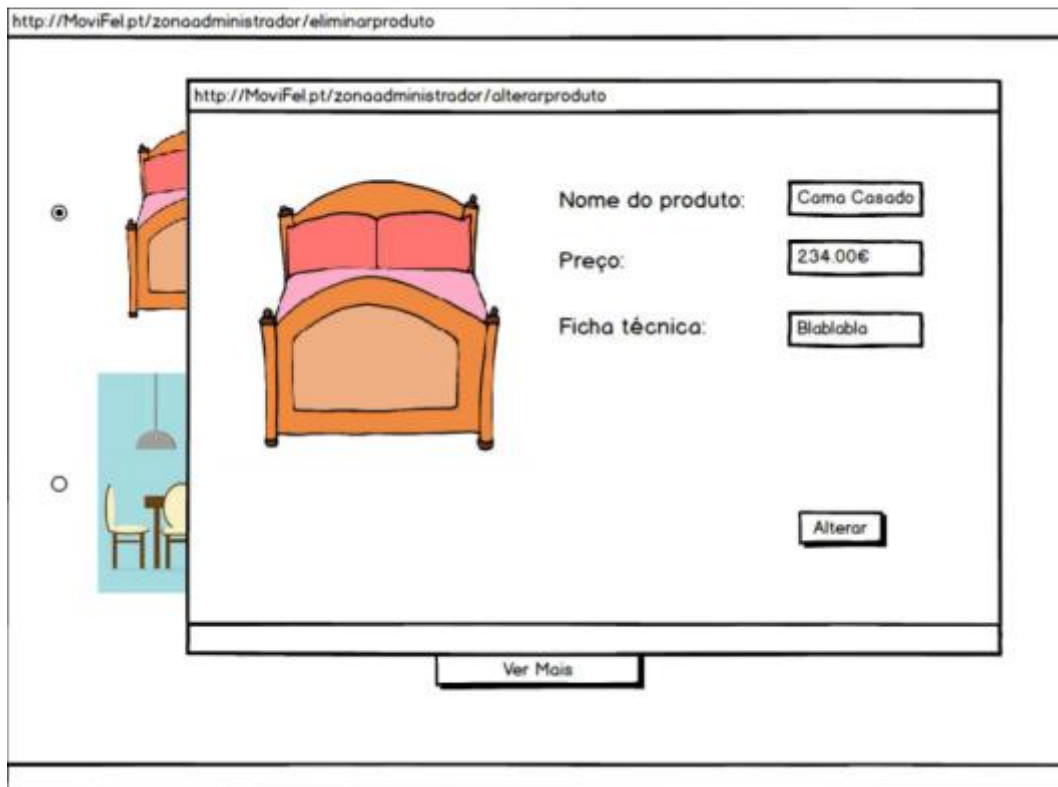 http://MoviFel.pt/zonaadministrador/eliminarproduto
http://MoviFel.pt/zonaadministrador/alterarproduto
Nome do produto: Cama Casado
Preço: 234.00€
Ficha técnica: Blablabla
Alterar
Ver Mais